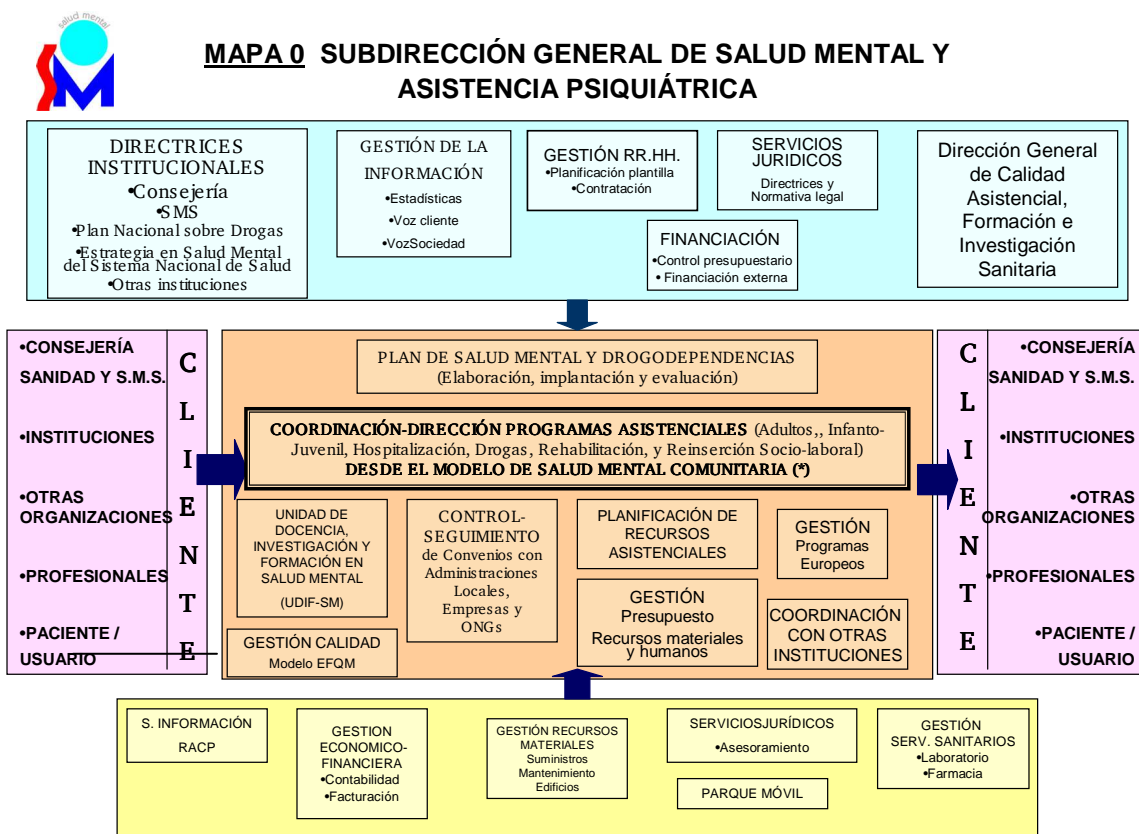 salud mental
SM
MAPA 0 SUBDIRECCIÓN GENERAL DE SALUD MENTAL Y
ASISTENCIA PSIQUIÁTRICA
DIRECTRICES
INSTITUCIONALES
•Consejería
•SMS
•Plan Nacional sobre Drogas
•Estrategia en Salud Mental
del Sistema Nacional de Salud
•Otras instituciones
GESTIÓN DE LA
INFORMACIÓN
•Estadísticas
•Voz cliente
•VozSociedad
GESTIÓN RR.HH.
•Planificación plantilla
•Contratación
SERVICIOS
JURIDICOS
Directrices y
Normativa legal
FINANCIACIÓN
•Control presupuestario
• Financiación externa
Dirección General
de Calidad
Asistencial,
Formación e
Investigación
Sanitaria
•CONSEJERÍA
SANIDAD Y S.M.S.
•INSTITUCIONES
•OTRAS
ORGANIZACIONES
•PROFESIONALES
•PACIENTE /
USUARIO
C
L
I
E
N
T
E
PLAN DE SALUD MENTAL Y DROGODEPENDENCIAS
(Elaboración, implantación y evaluación)
COORDINACIÓN-DIRECCIÓN PROGRAMAS ASISTENCIALES (Adultos,, Infanto-
Juvenil, Hospitalización, Drogas, Rehabilitación, y Reinserción Socio-laboral)
DESDE EL MODELO DE SALUD MENTAL COMUNITARIA (*)
UNIDAD DE
DOCENCIA,
INVESTIGACIÓN Y
FORMACIÓN EN
SALUD MENTAL
(UDIF-SM)
CONTROL-
SEGUIMIENTO
de Convenios con
Administraciones
Locales,
Empresas y
ONGs
PLANIFICACIÓN DE
RECURSOS
ASISTENCIALES
GESTIÓN
Programas
Europeos
GESTIÓN CALIDAD
Modelo EFQM
GESTIÓN
Presupuesto
Recursos materiales
y humanos
COORDINACIÓN
CON OTRAS
INSTITUCIONES
C
L
I
E
N
T
E
•CONSEJERÍA
SANIDAD Y S.M.S.
•INSTITUCIONES
•OTRAS
ORGANIZACIONES
•PROFESIONALES
•PACIENTE /
USUARIO
S. INFORMACIÓN
RACP
GESTION
ECONOMICO-
FINANCIERA
•Contabilidad
•Facturación
GESTIÓN RECURSOS
MATERIALES
Suministros
Mantenimiento
Edificios
SERVICIOSJURÍDICOS
•Asesoramiento
PARQUE MÓVIL
GESTIÓN
SERV. SANITARIOS
•Laboratorio
•Farmacia